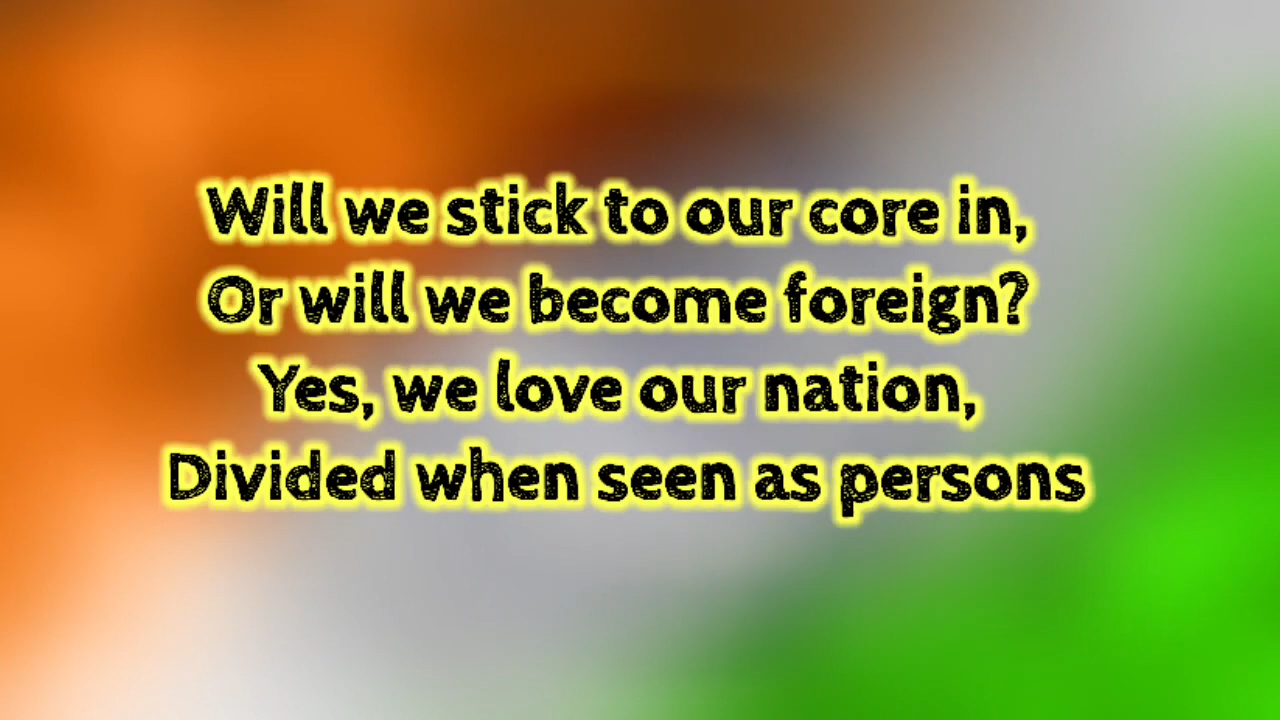 Will we stick to our core in,
Or will we become foreign?
Yes, we love our nation,
Divided when seen as persons